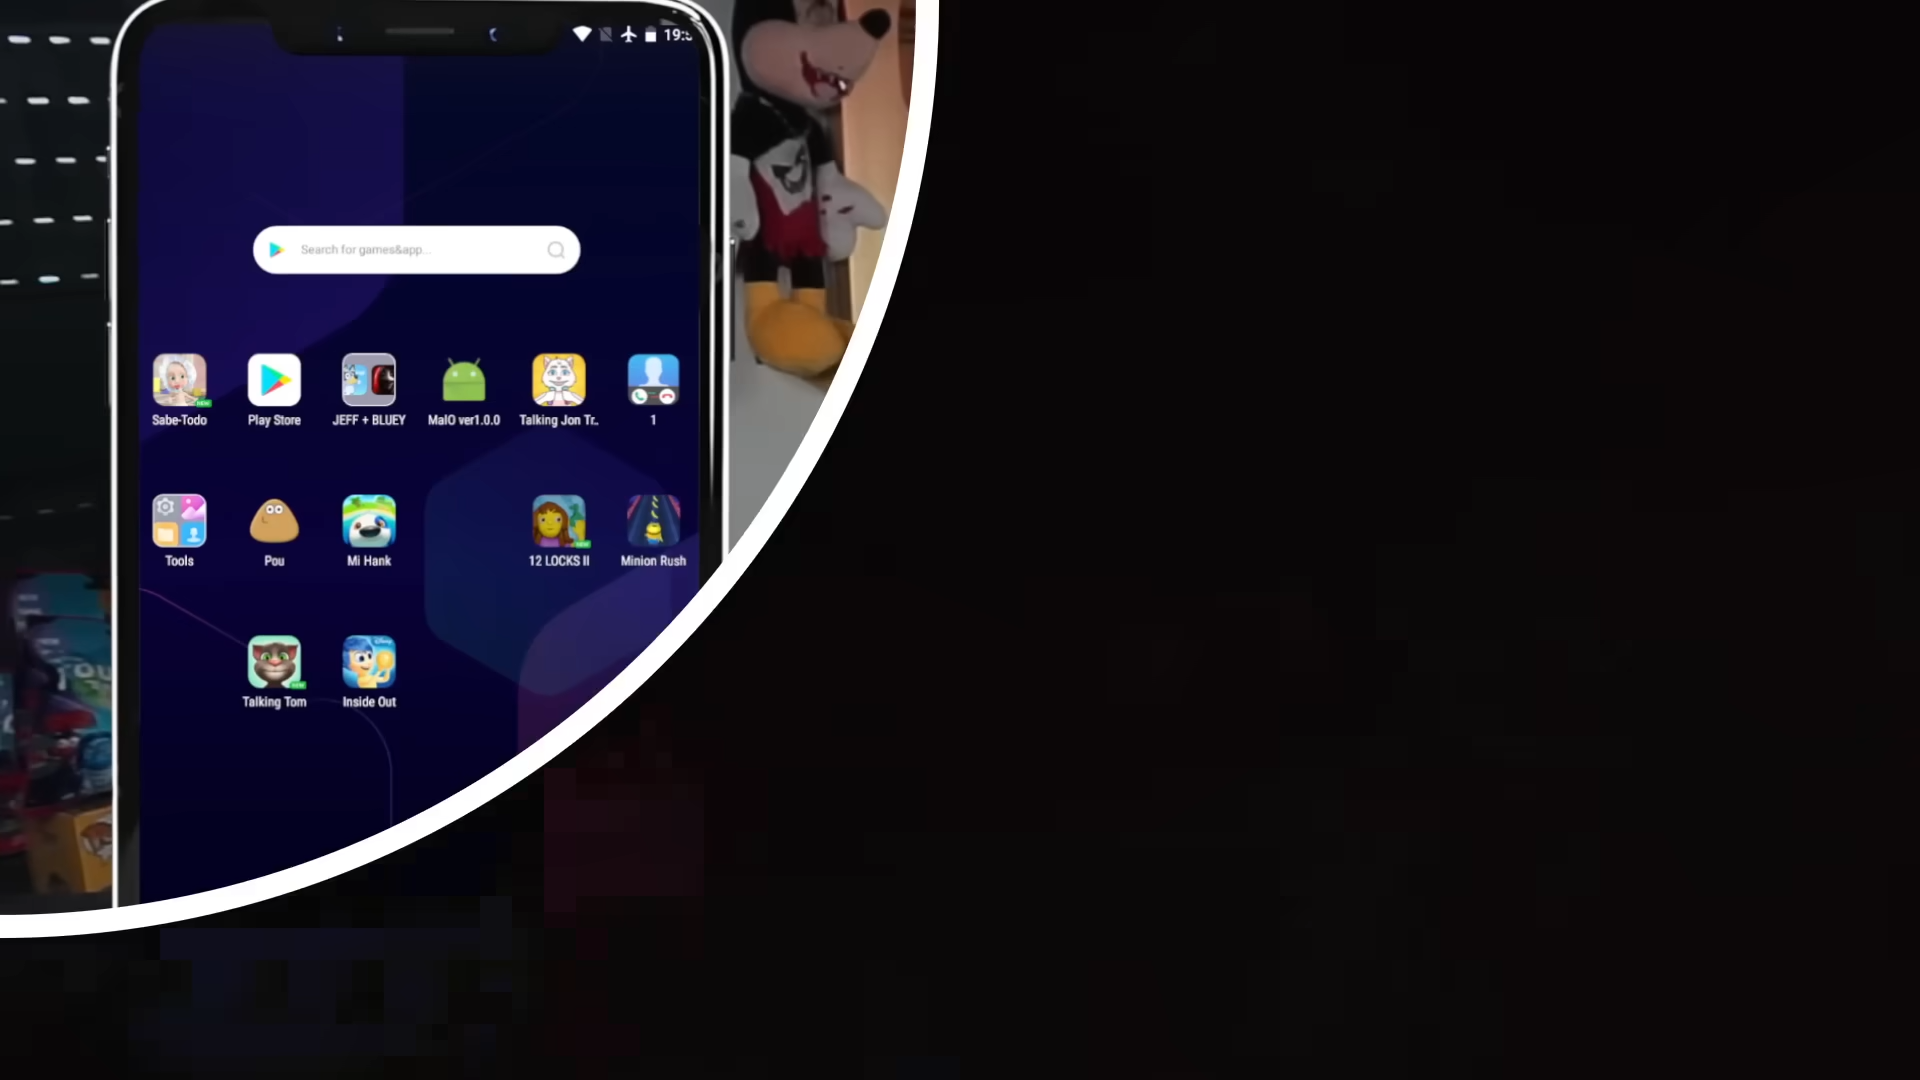 19:
Search for games&app...
Sabe-Todo
Play Store
JEFF + BLUEY
MalO ver1.0.0
Talking Jon Tr..
1
Tools
Pou
Mi Hank
12 LOCKS II
Minion Rush
Talking Tom
Inside Out